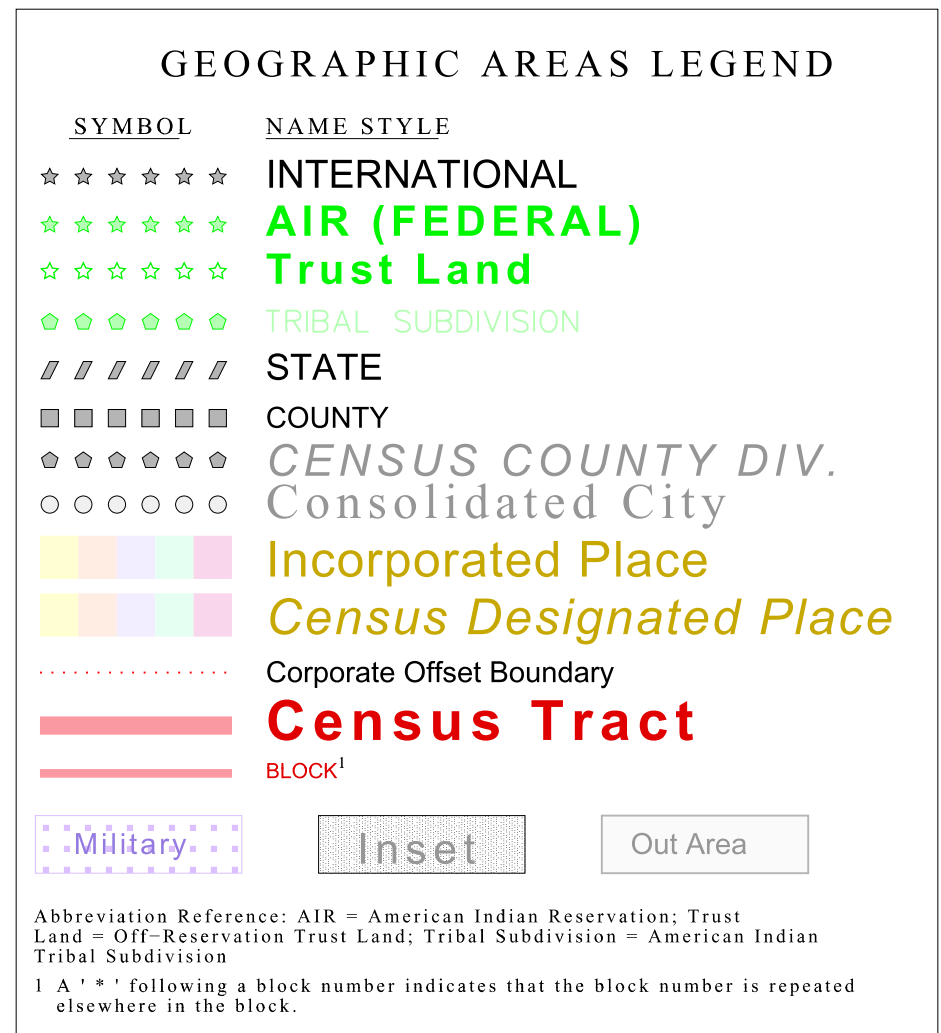 GEOGRAPHIC AREAS LEGEND
SYMBOL NAME STYLE
INTERNATIONAL
AIR (FEDERAL)
Trust Land
TRIBAL SUBDIVISION
STATE
COUNTY
CENSUS COUNTY DIV.
Consolidated City
Incorporated Place
Census Designated Place
Corporate Offset Boundary
Census Tract
BLOCK1
Military Inset Out Area
Abbreviation Reference: AIR = American Indian Reservation; Trust
Land = Off−Reservation Trust Land; Tribal Subdivision = American Indian
Tribal Subdivision
1 A ' * ' following a block number indicates that the block number is repeated
elsewhere in the block.